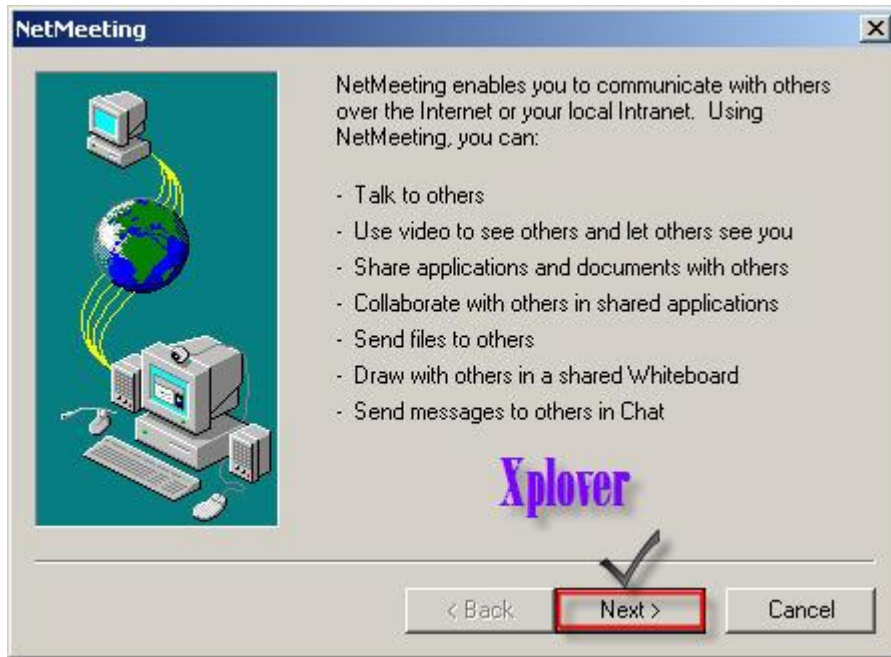 NetMeeting
NetMeeting enables you to communicate with others
over the Internet or your local Intranet. Using
NetMeeting, you can:
- Talk to others
- Use video to see others and let others see you
- Share applications and documents with others
- Collaborate with others in shared applications
- Send files to others
- Draw with others in a shared Whiteboard
- Send messages to others in Chat
Xplover
< Back Next > Cancel